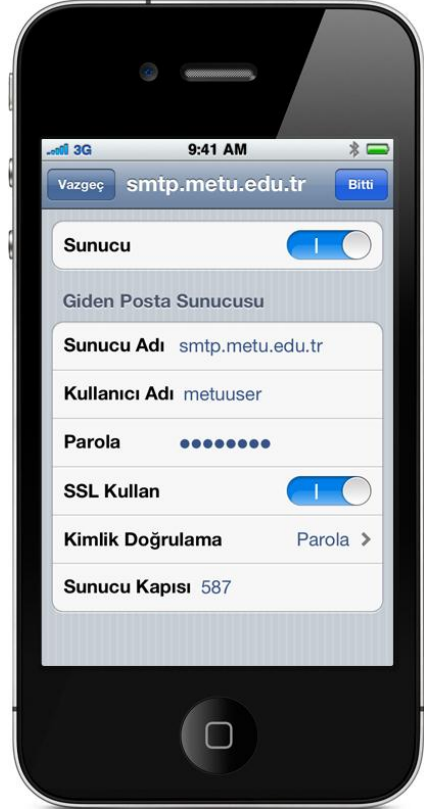 3G 9:41 AM
Vazgeç smtp.metu.edu.tr Bitti
Sunucu
Giden Posta Sunucusu
Sunucu Adı smtp.metu.edu.tr
Kullanıcı Adı metuuser
Parola ●●●●●●●●
SSL Kullan
Kimlik Doğrulama Parola >
Sunucu Kapısı 587